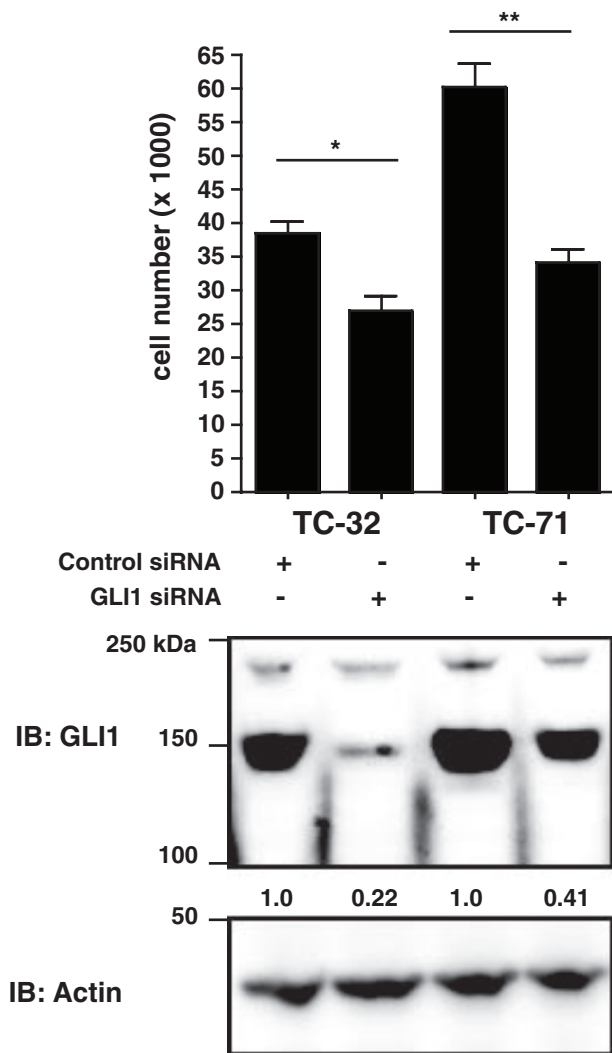 **
65
60
55
50
45
40
35
30
25
20
15
10
5
0
cell number (x 1000)
*
TC-32 TC-71
Control siRNA + - + -
GLI1 siRNA - + - +
250 kDa
IB: GLI1 150
100
1.0 0.22 1.0 0.41
50
IB: Actin